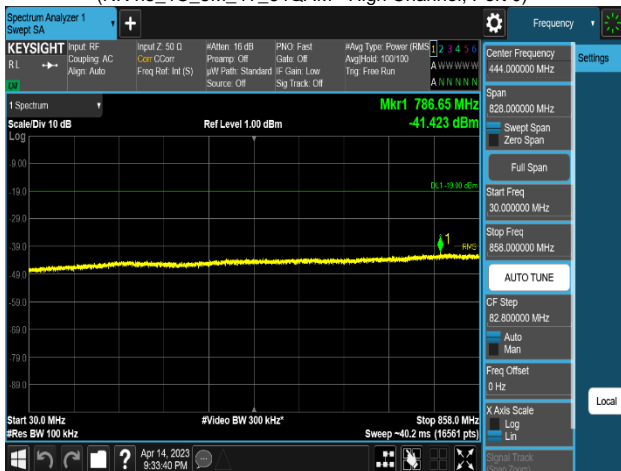 Spectrum Analyzer 1
Swept SA
Frequency
KEYSIGHT
RL
Input: RF
Coupling: AC
Align: Auto
Input Z: 50 Ω
Corr CCorr
Freq Ref: Int (S)
#Atten: 16 dB
Preamp: Off
µW Path: Standard
Source: Off
PNO: Fast
Gate: Off
IF Gain: Low
Sig Track: Off
#Avg Type: Power (RMS
Avg|Hold: 100/100
Trig: Free Run
1 2 3 4 5 6
A W W W W W
A N N N N N
1 Spectrum
Scale/Div 10 dB
Log
Ref Level 1.00 dBm
Mkr1 786.65 MHz
-41.423 dBm
-9.00
-19.0
-29.0
-39.0
-49.0
-59.0
-69.0
-79.0
-89.0
DL1 -19.00 dBm
1
RMS
Start 30.0 MHz
#Res BW 100 kHz
#Video BW 300 kHz*
Stop 858.0 MHz
Sweep ~40.2 ms (16561 pts)
Apr 14, 2023
9:33:40 PM
Center Frequency
444.000000 MHz
Settings
Span
828.000000 MHz
Swept Span
Zero Span
Full Span
Start Freq
30.000000 MHz
Stop Freq
858.000000 MHz
AUTO TUNE
CF Step
82.800000 MHz
Auto
Man
Freq Offset
0 Hz
X Axis Scale
Log
Lin
Local
Signal Track
(Span Zoom)